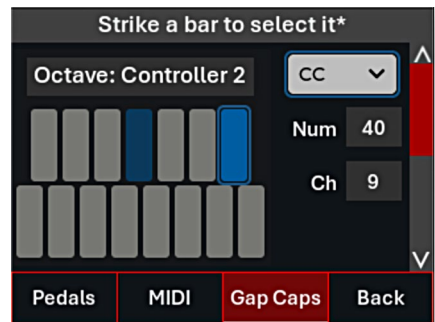 Strike a bar to select it*
Octave: Controller 2
CC
Num 40
Ch 9
Pedals MIDI Gap Caps Back